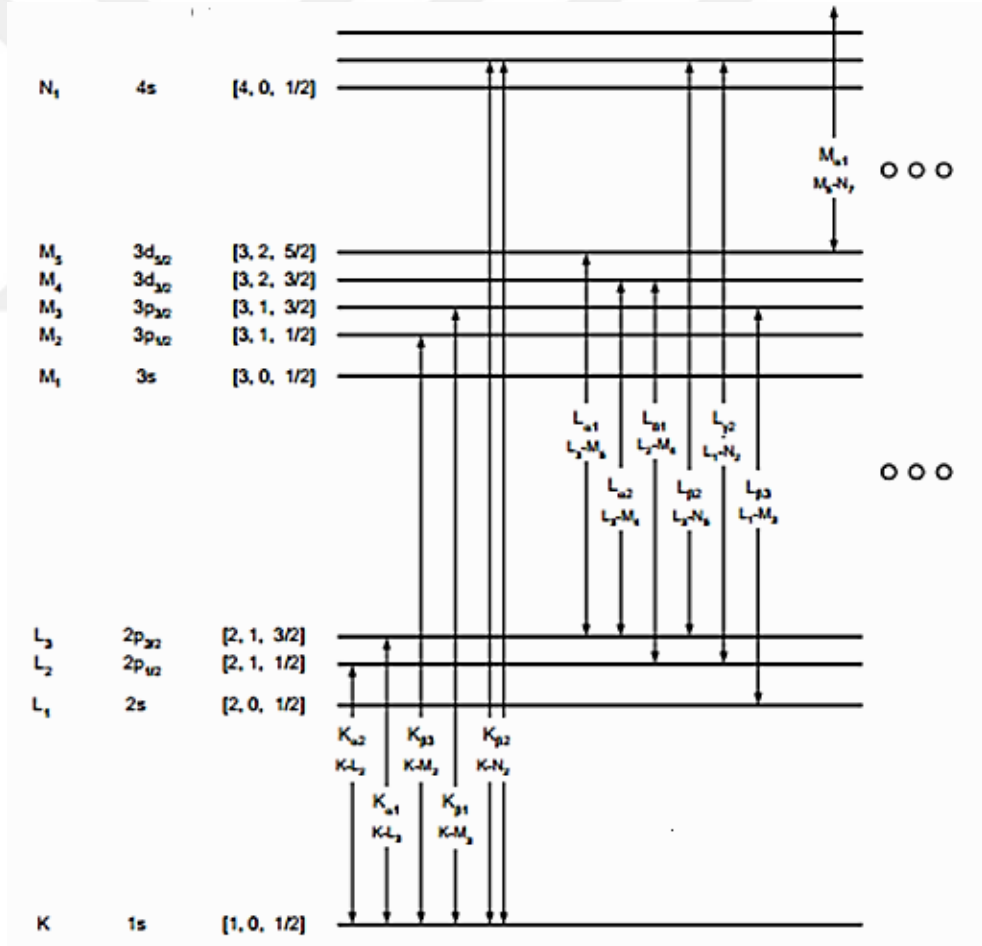 N₁ 4s [4, 0, 1/2]
Mα1
M₅-N₇
M₅ 3d₅/₂ [3, 2, 5/2]
M₄ 3d₃/₂ [3, 2, 3/2]
M₃ 3p₃/₂ [3, 1, 3/2]
M₂ 3p₁/₂ [3, 1, 1/2]
M₁ 3s [3, 0, 1/2]
Lα1 Lβ1 Lγ2
L₃-M₅ L₂-M₄ L₁-N₂
Lα2 Lβ2 Lβ3
L₃-M₄ L₃-N₅ L₁-M₃
L₃ 2p₃/₂ [2, 1, 3/2]
L₂ 2p₁/₂ [2, 1, 1/2]
L₁ 2s [2, 0, 1/2]
Kα2 Kβ3 Kβ2
K-L₂ K-M₂ K-N₂
Kα1 Kβ1
K-L₃ K-M₃
K 1s [1, 0, 1/2]